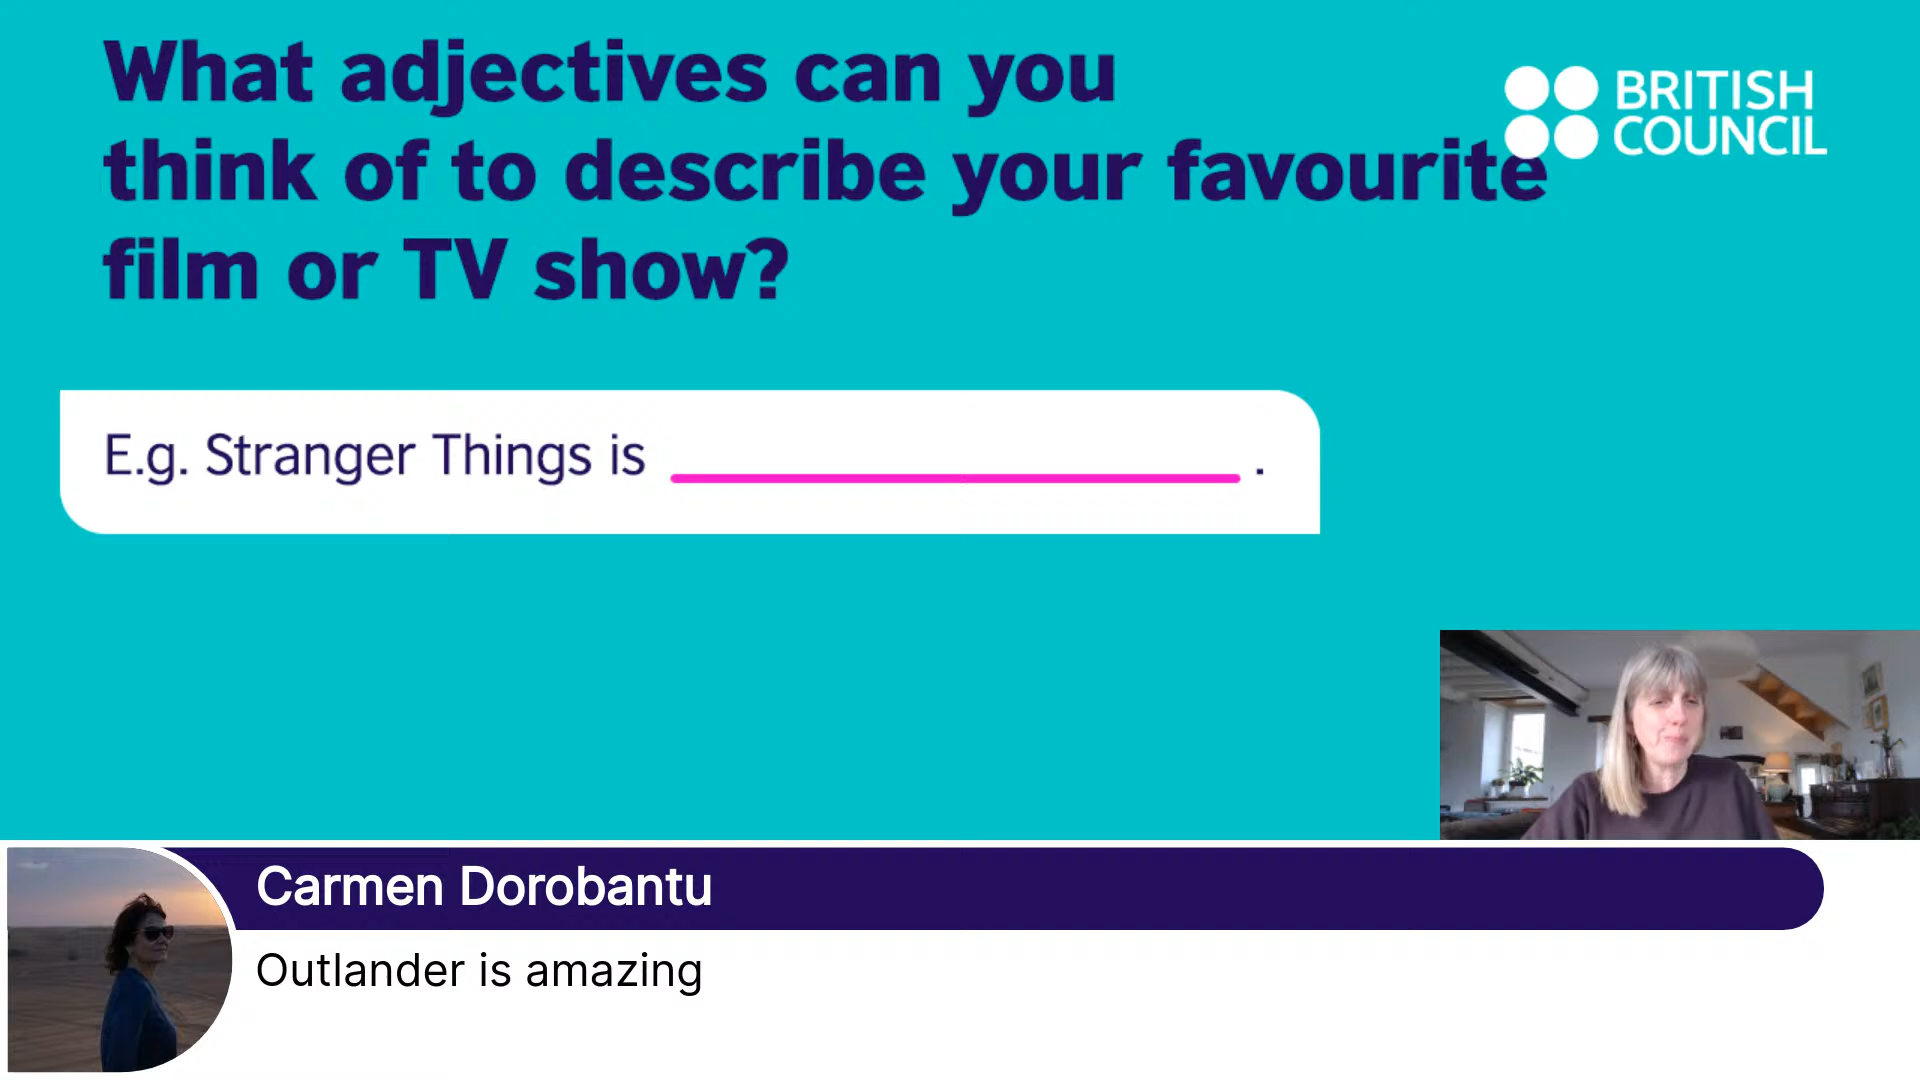 What adjectives can you
think of to describe your favourite
film or TV show?
BRITISH
COUNCIL
E.g. Stranger Things is .
Carmen Dorobantu
Outlander is amazing